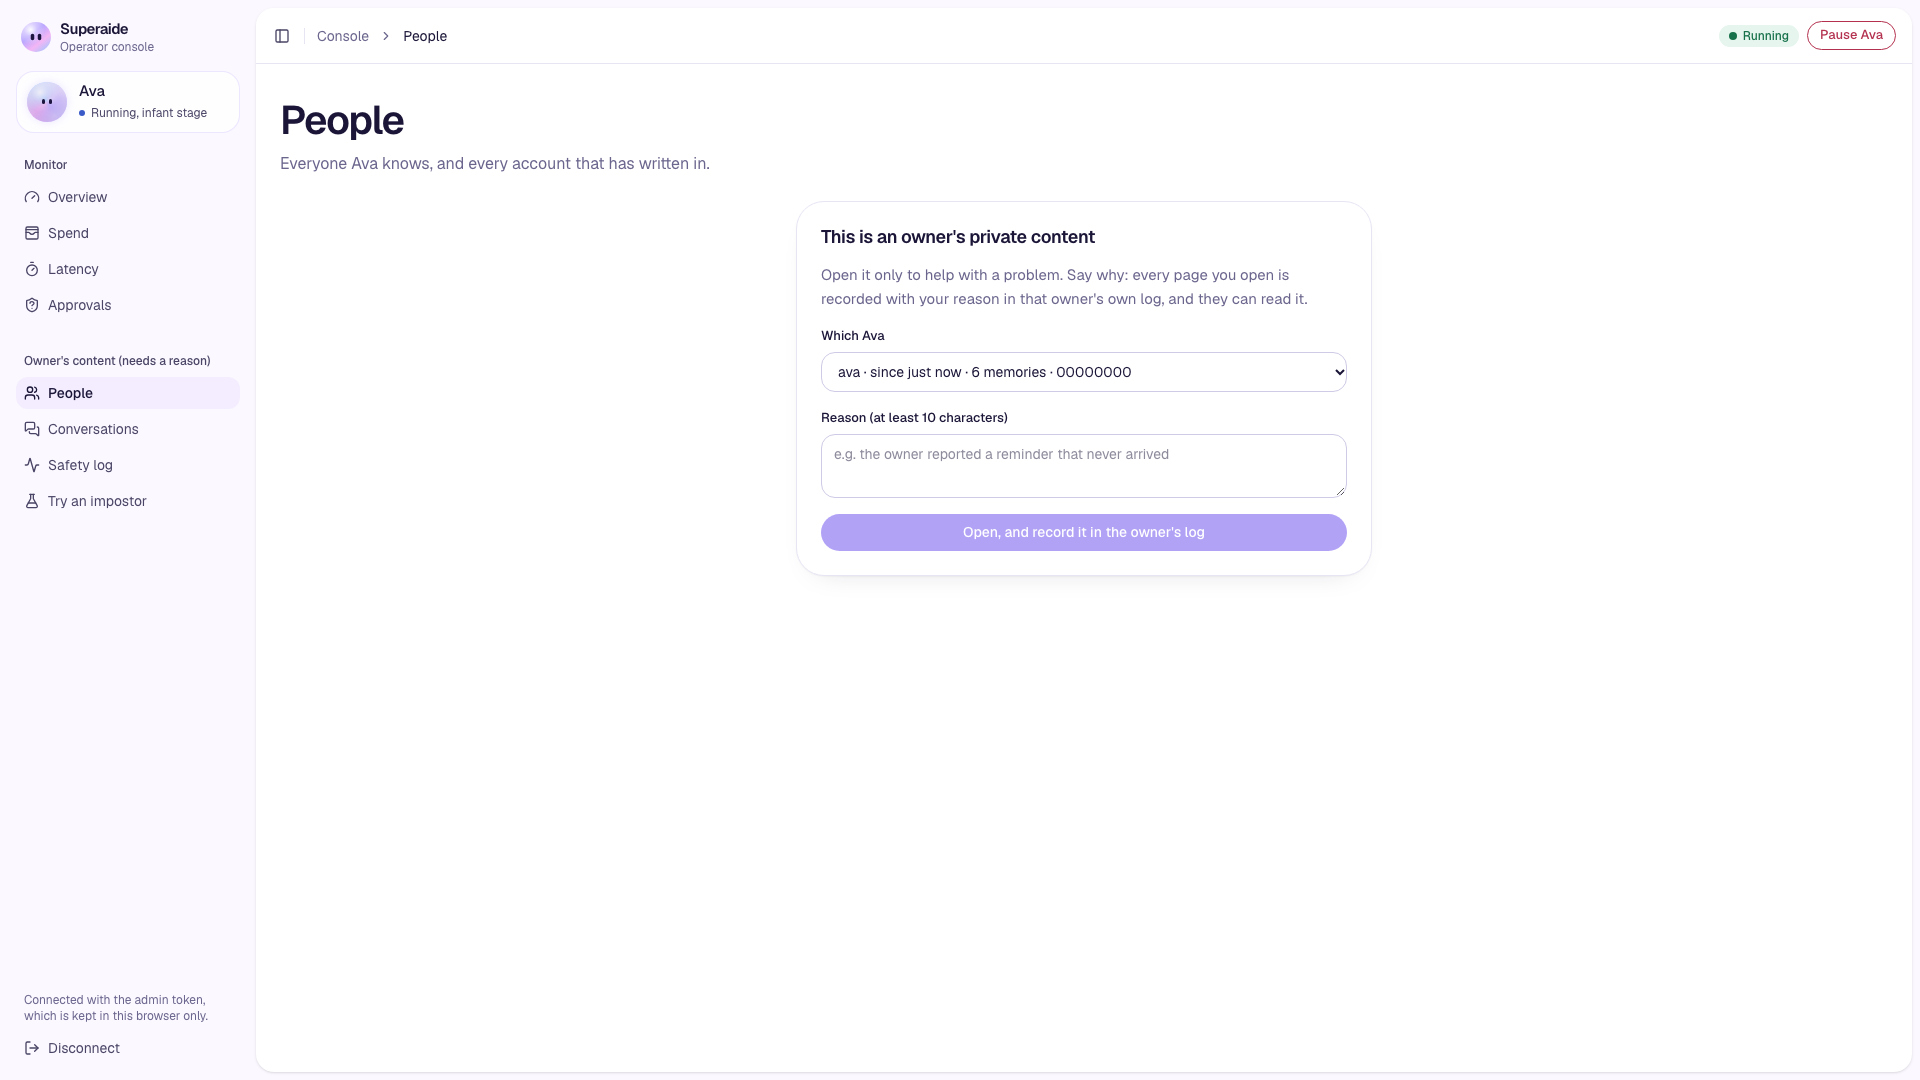 Superaide
Operator console
Ava
Running, infant stage
Monitor
Overview
Spend
Latency
Approvals
Owner's content (needs a reason)
People
Conversations
Safety log
Try an impostor
Connected with the admin token,
which is kept in this browser only.
Disconnect
Console > People
Running
Pause Ava
People
Everyone Ava knows, and every account that has written in.
This is an owner's private content
Open it only to help with a problem. Say why: every page you open is
recorded with your reason in that owner's own log, and they can read it.
Which Ava
ava · since just now · 6 memories · 00000000
Reason (at least 10 characters)
e.g. the owner reported a reminder that never arrived
Open, and record it in the owner's log